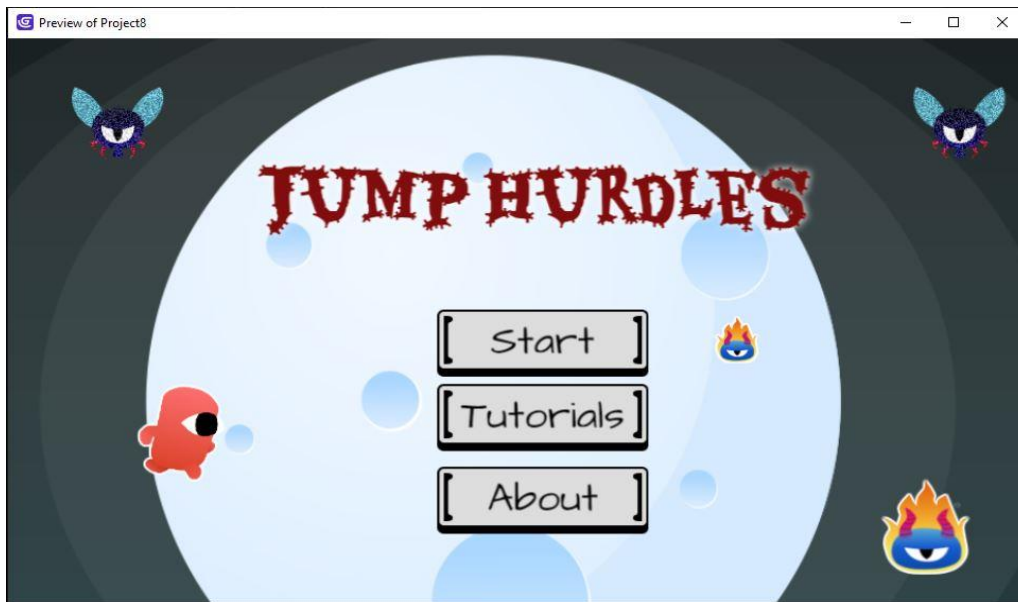 Preview of Project8
JUMP HURDLES
[ Start ]
[ Tutorials ]
[ About ]